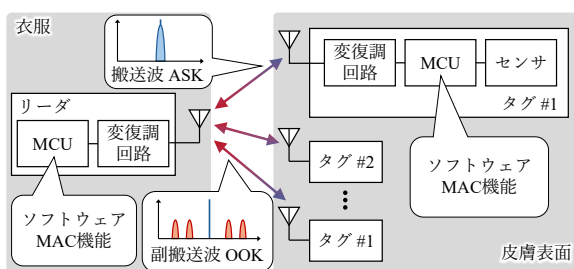 衣服
搬送波 ASK
リーダ
MCU
変復調
回路
ソフトウェア
MAC機能
副搬送波 OOK
変復調
回路
MCU
センサ
タグ #1
タグ #2
タグ #1
ソフトウェア
MAC機能
皮膚表面